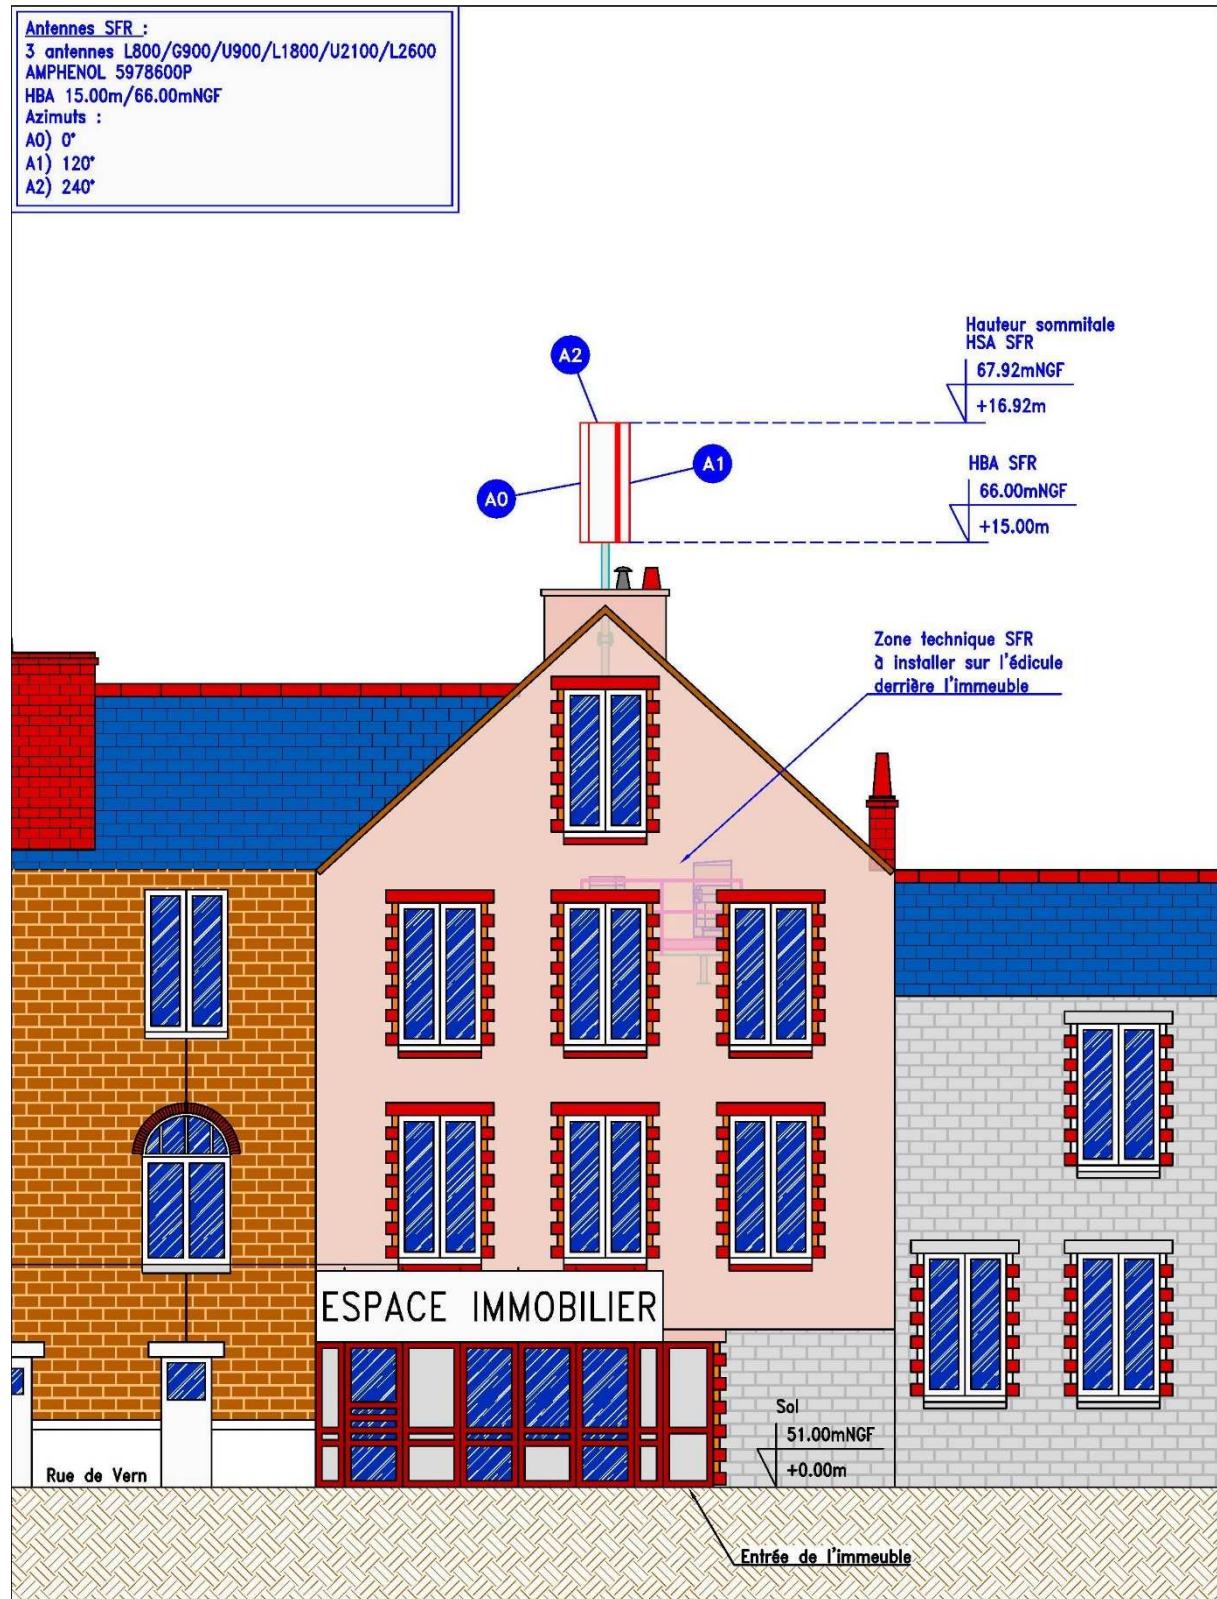 Antennes SFR :
3 antennes L800/G900/U900/L1800/U2100/L2600
AMPHENOL 5978600P
HBA 15.00m/66.00mNGF
Azimuts :
A0) 0°
A1) 120°
A2) 240°
Hauteur sommitale
HSA SFR
67.92mNGF
+16.92m
A2
A1
A0
HBA SFR
66.00mNGF
+15.00m
Zone technique SFR
à installer sur l'édicule
derrière l'immeuble
ESPACE IMMOBILIER
Sol
51.00mNGF
+0.00m
Rue de Vern
Entrée de l'immeuble